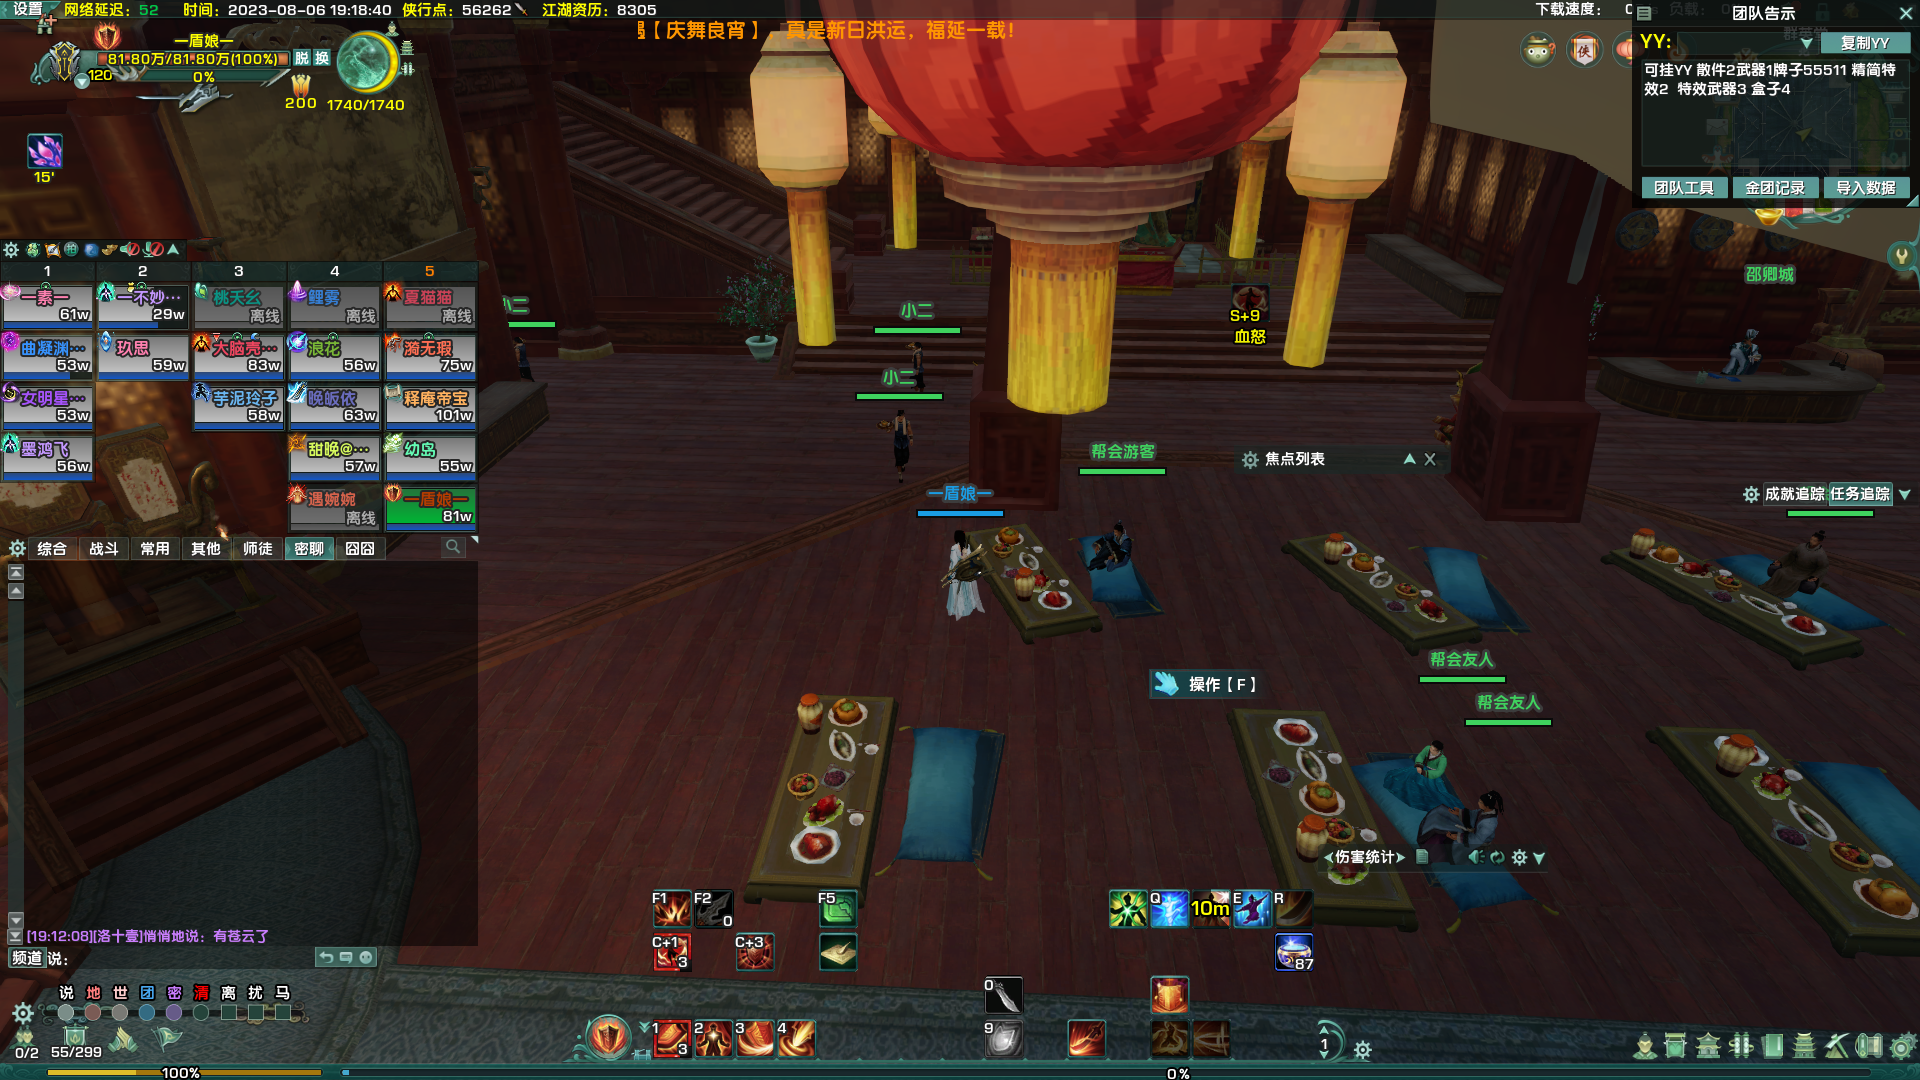 设置 网络延迟：52 时间：2023-08-06 19:18:40 侠行点：56262 江湖资历：8305
【庆舞良宵】，真是新日洪运，福延一载！
下载速度：
团队告示
YY:
复制YY
可挂YY 散件2武器1牌子55511 精简特
效2 特效武器3 盒子4
团队工具 金团记录 导入数据
一盾娘一
81.80万/81.80万(100%)
脱 换
120
0%
200
1740/1740
15'
1 2 3 4 5
一素一 61w
一不妙… 29w
桃夭幺 离线
鲤雾 离线
夏猫猫 离线
曲凝渊… 53w
玖思 59w
大脑壳… 83w
浪花 56w
漪无瑕 75w
女明星… 53w
芋泥玲子 58w
晚皈依 63w
释庵帝宝 101w
墨鸿飞 56w
甜晚@… 57w
幼岛 55w
遇婉婉 离线
一盾娘一 81w
小二
小二
小二
S+9
血怒
邵卿城
帮会游客
焦点列表
一盾娘一
成就追踪 任务追踪
综合 战斗 常用 其他 师徒 密聊 囧囧
帮会友人
帮会友人
操作【F】
伤害统计
[19:12:08][洛十壹]悄悄地说：有苍云了
频道 说：
说 地 世 团 密 清 离 扰 马
0/2
55/299
100%
F1 F2 0 F5
C+1 3 C+3
Q 10m E R
87
0
1 3 2 3 4
9
1
0%